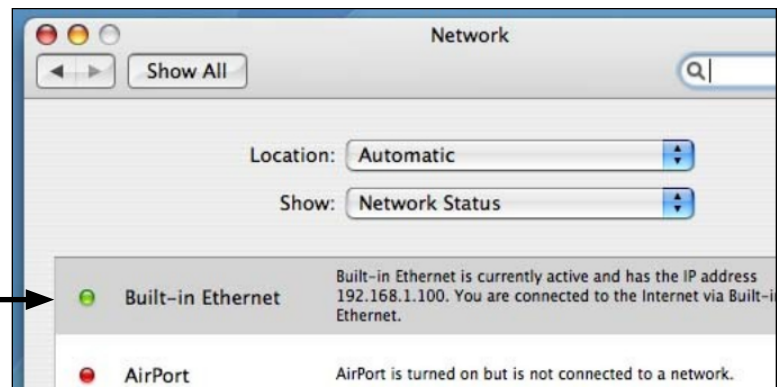 Network
Show All
Location: Automatic
Show: Network Status
Built-in Ethernet
Built-in Ethernet is currently active and has the IP address
192.168.1.100. You are connected to the Internet via Built-i
Ethernet.
AirPort
AirPort is turned on but is not connected to a network.